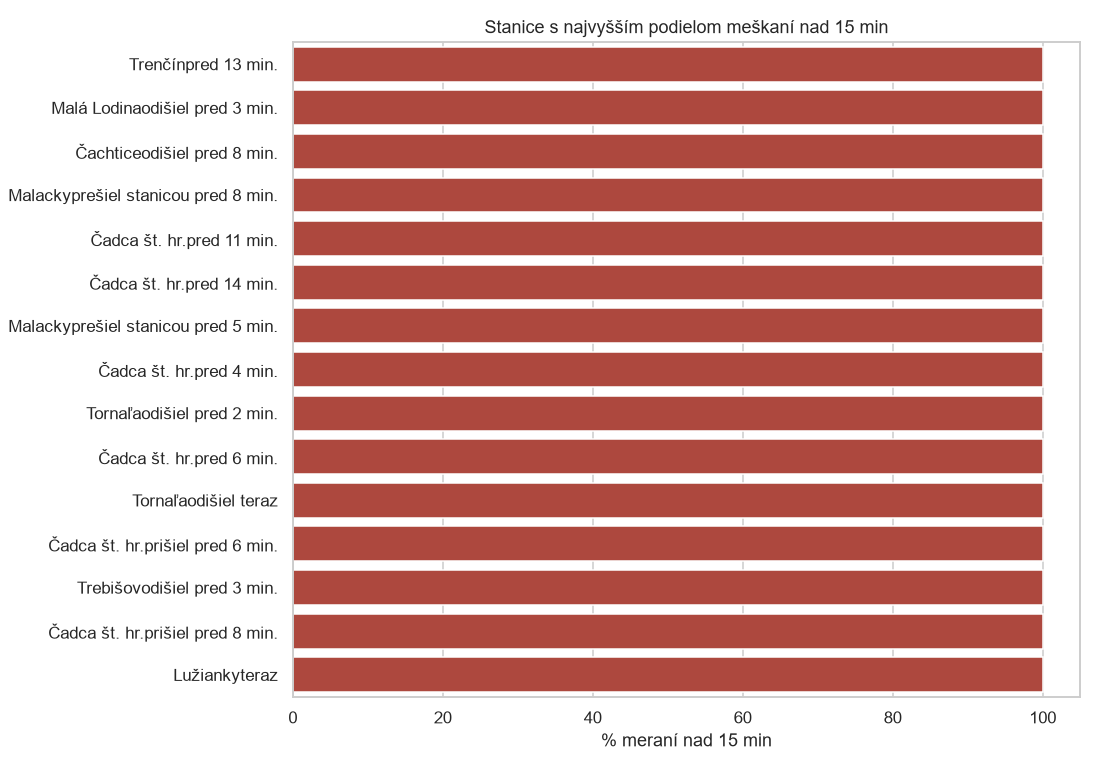 Stanice s najvyšším podielom meškaní nad 15 min
Trenčínpred 13 min.
Malá Lodinaodišiel pred 3 min.
Čachticeodišiel pred 8 min.
Malackyprešiel stanicou pred 8 min.
Čadca št. hr.pred 11 min.
Čadca št. hr.pred 14 min.
Malackyprešiel stanicou pred 5 min.
Čadca št. hr.pred 4 min.
Tornaľaodišiel pred 2 min.
Čadca št. hr.pred 6 min.
Tornaľaodišiel teraz
Čadca št. hr.prišiel pred 6 min.
Trebišovodišiel pred 3 min.
Čadca št. hr.prišiel pred 8 min.
Lužiankyteraz
0 20 40 60 80 100
% meraní nad 15 min